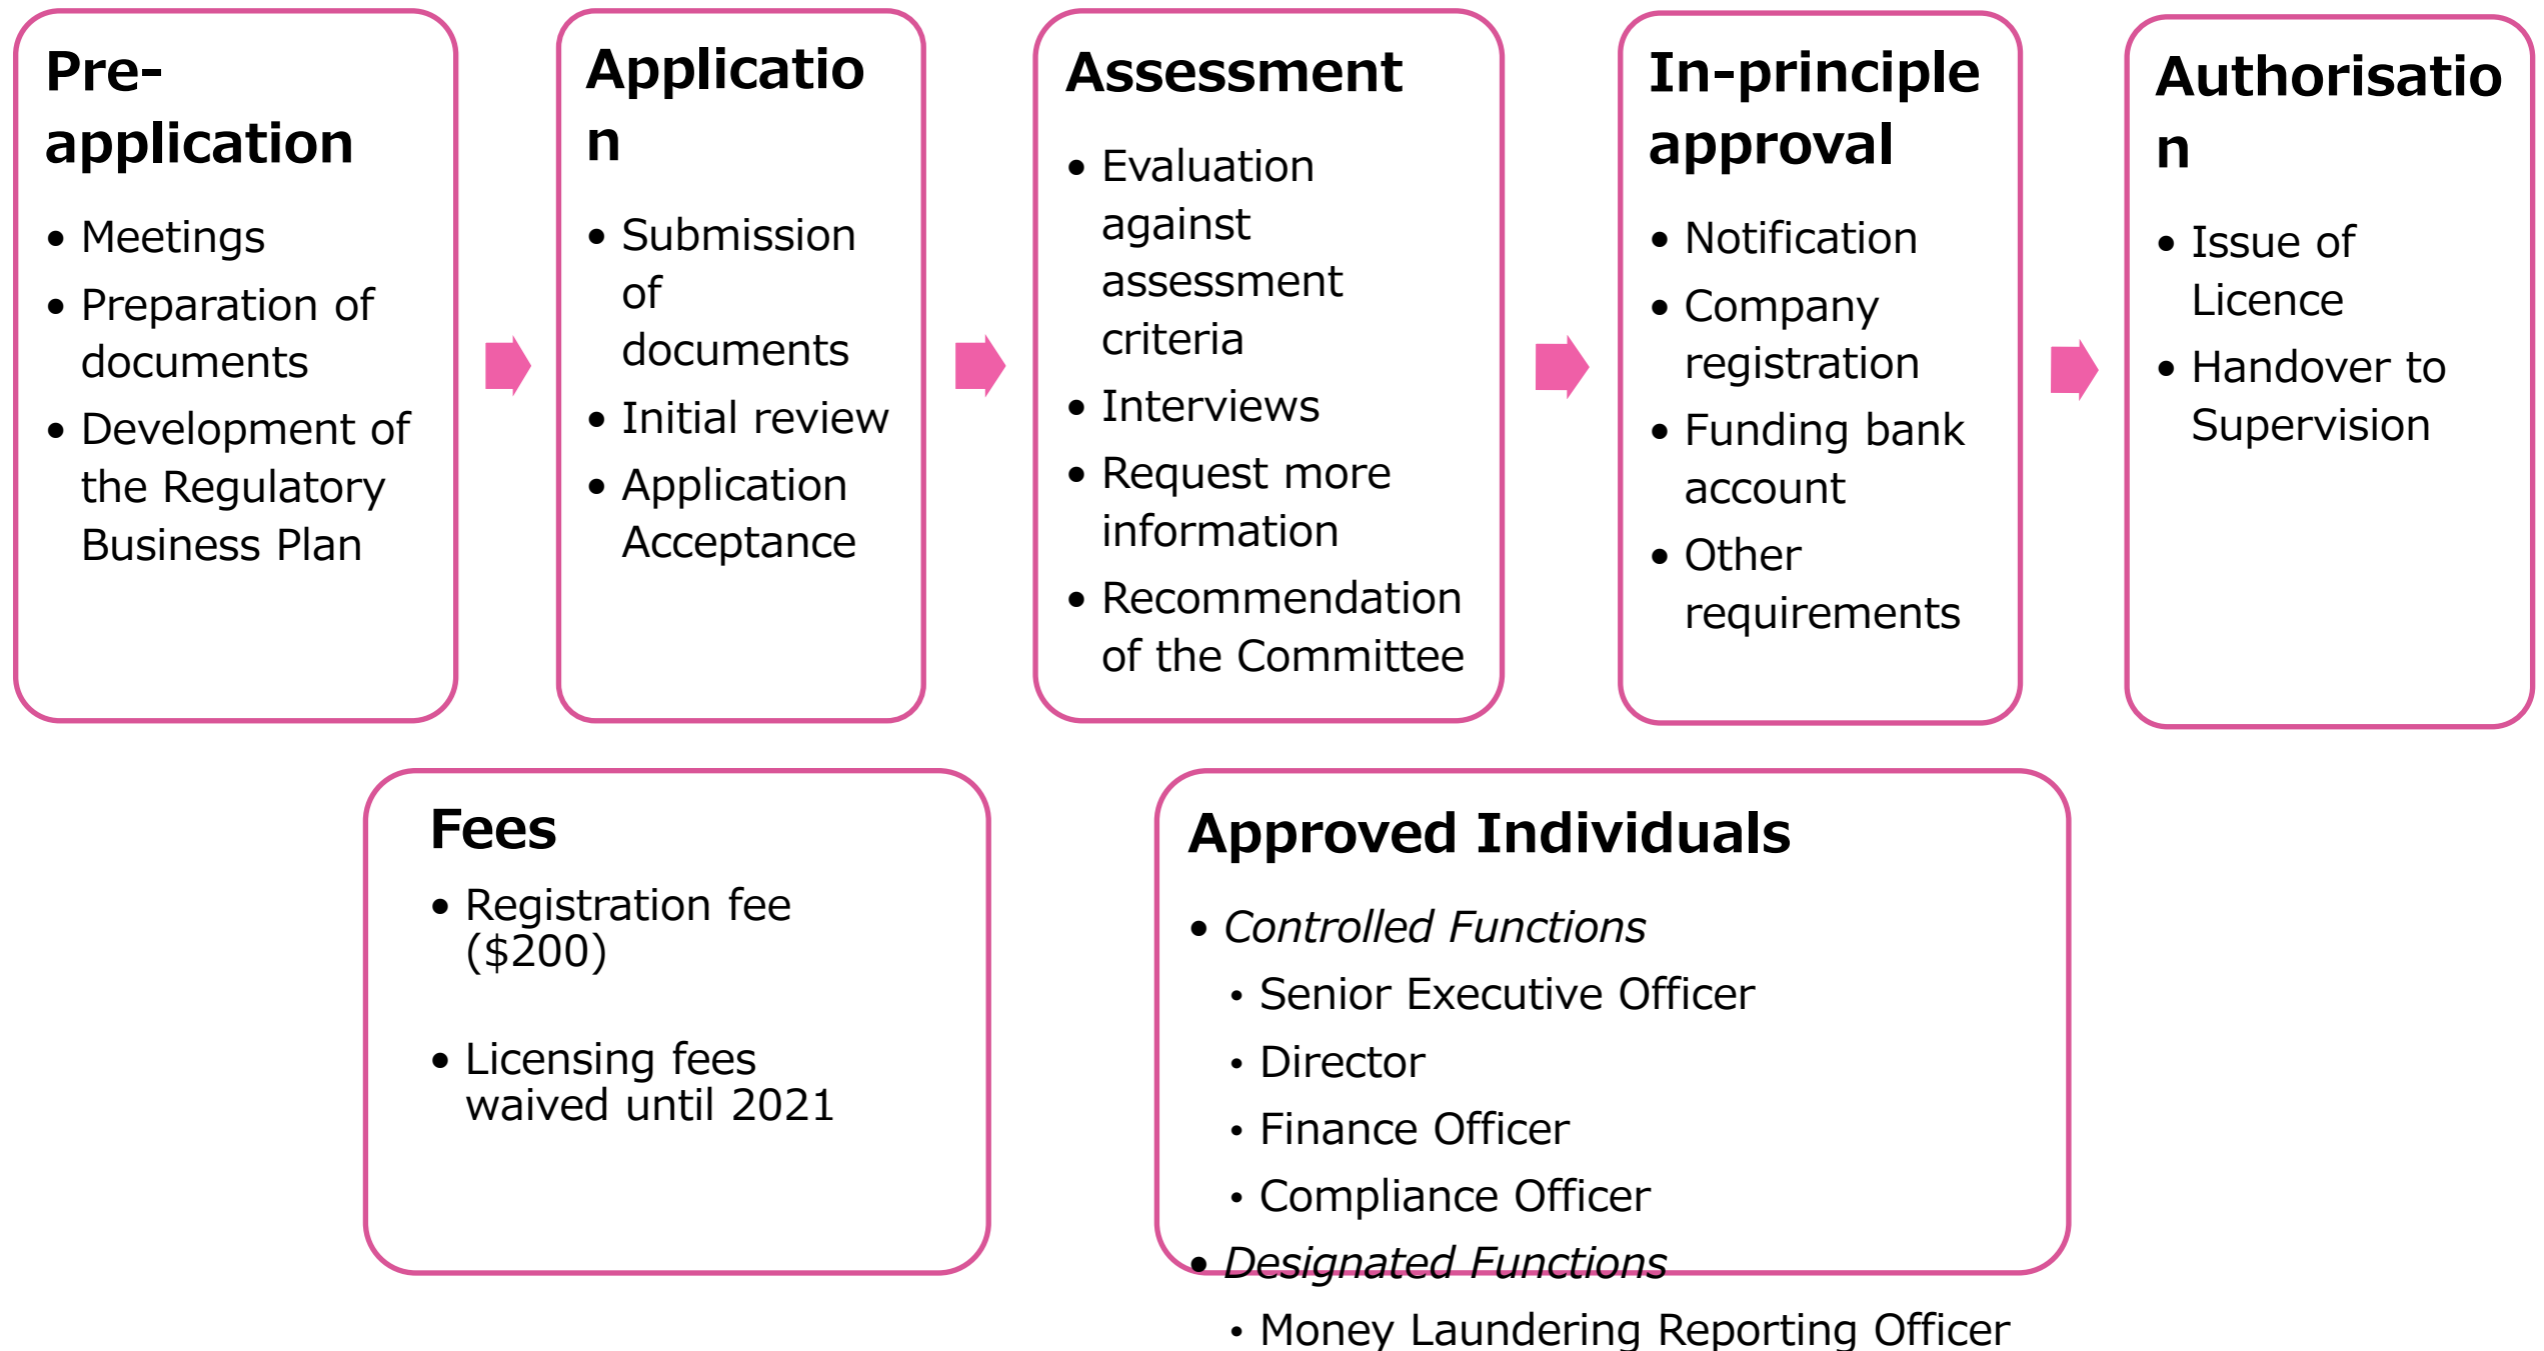 Pre-
application
• Meetings
• Preparation of
documents
• Development of
the Regulatory
Business Plan
Applicatio
n
• Submission
of
documents
• Initial review
• Application
Acceptance
Assessment
• Evaluation
against
assessment
criteria
• Interviews
• Request more
information
• Recommendation
of the Committee
In-principle
approval
• Notification
• Company
registration
• Funding bank
account
• Other
requirements
Authorisatio
n
• Issue of
Licence
• Handover to
Supervision
Fees
• Registration fee
($200)
• Licensing fees
waived until 2021
Approved Individuals
• Controlled Functions
• Senior Executive Officer
• Director
• Finance Officer
• Compliance Officer
• Designated Functions
• Money Laundering Reporting Officer